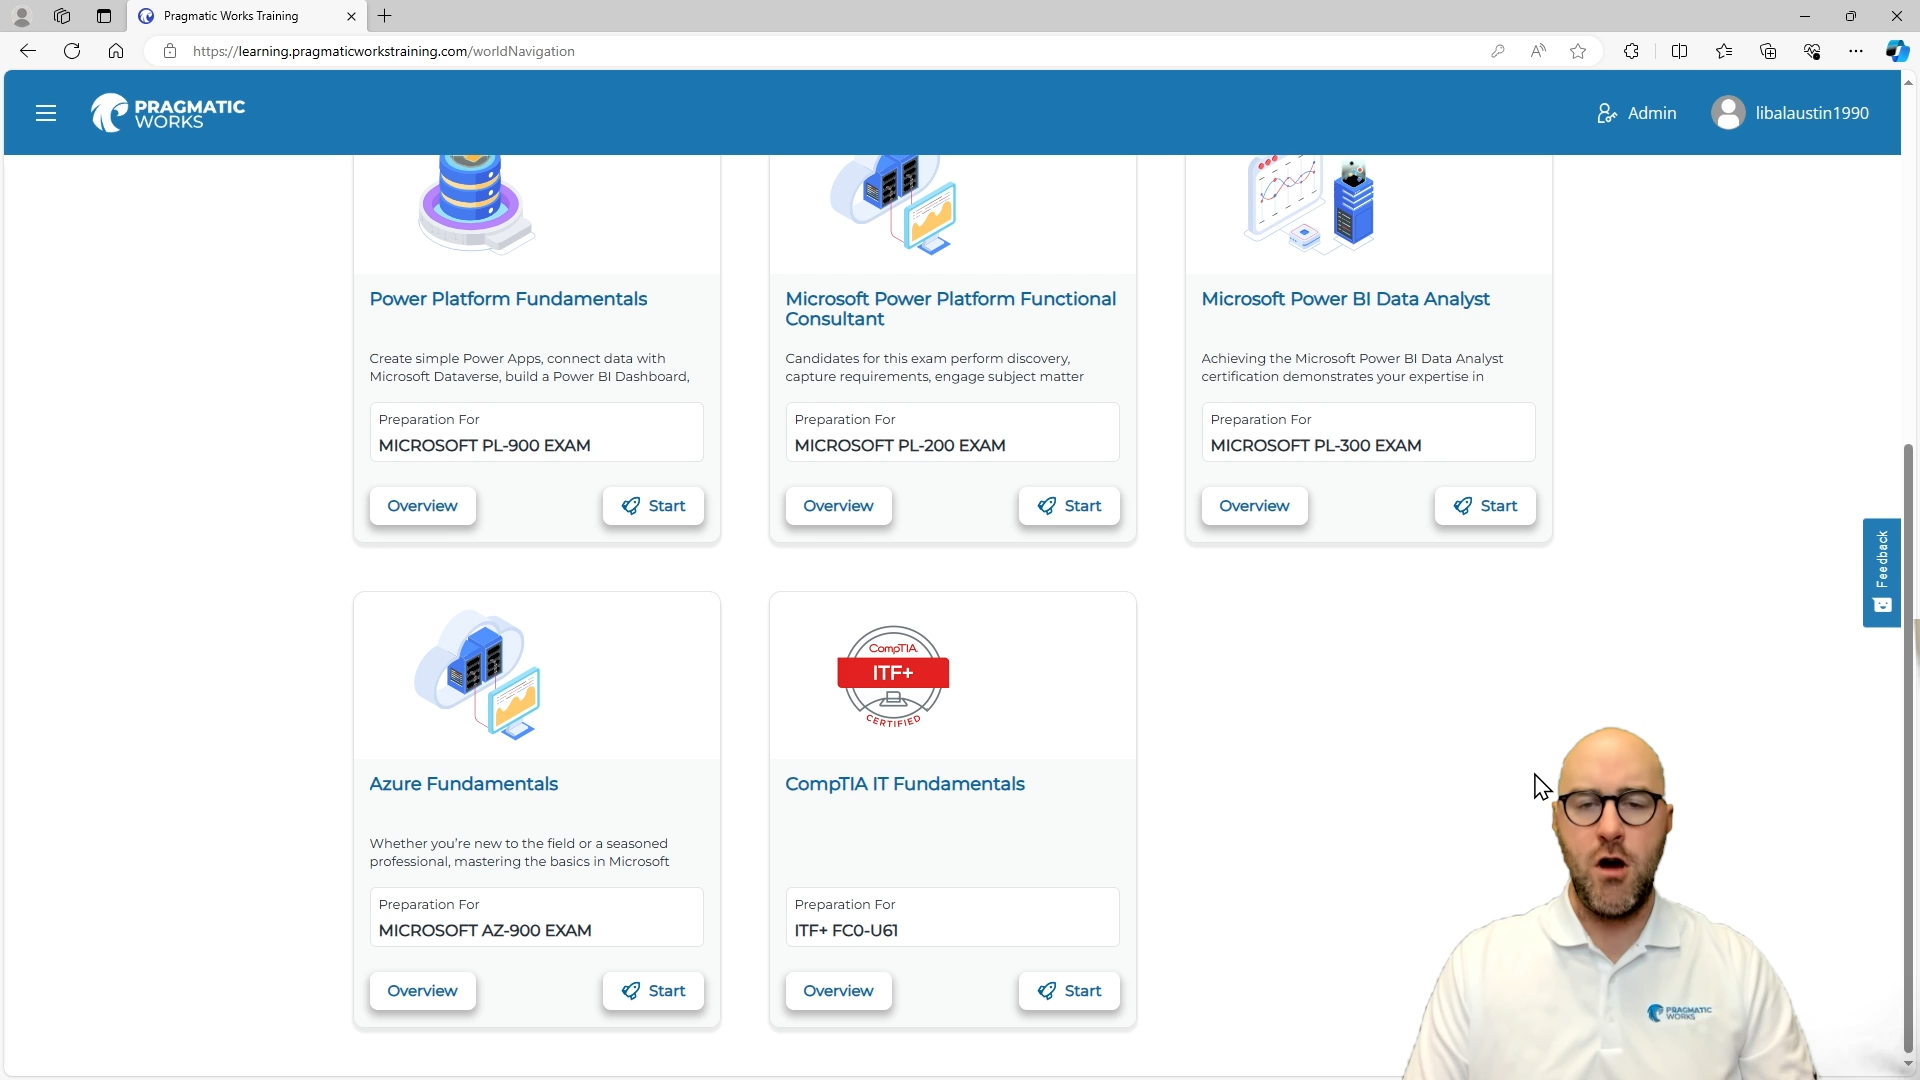 Pragmatic Works Training
https://learning.pragmaticworkstraining.com/worldNavigation
PRAGMATIC
WORKS
Admin
libalaustin1990
Power Platform Fundamentals
Create simple Power Apps, connect data with
Microsoft Dataverse, build a Power BI Dashboard,
Preparation For
MICROSOFT PL-900 EXAM
Overview
Start
Microsoft Power Platform Functional
Consultant
Candidates for this exam perform discovery,
capture requirements, engage subject matter
Preparation For
MICROSOFT PL-200 EXAM
Overview
Start
Microsoft Power BI Data Analyst
Achieving the Microsoft Power BI Data Analyst
certification demonstrates your expertise in
Preparation For
MICROSOFT PL-300 EXAM
Overview
Start
Feedback
Azure Fundamentals
Whether you're new to the field or a seasoned
professional, mastering the basics in Microsoft
Preparation For
MICROSOFT AZ-900 EXAM
Overview
Start
CompTIA
ITF+
CERTIFIED
CompTIA IT Fundamentals
Preparation For
ITF+ FC0-U61
Overview
Start
PRAGMATIC
WORKS